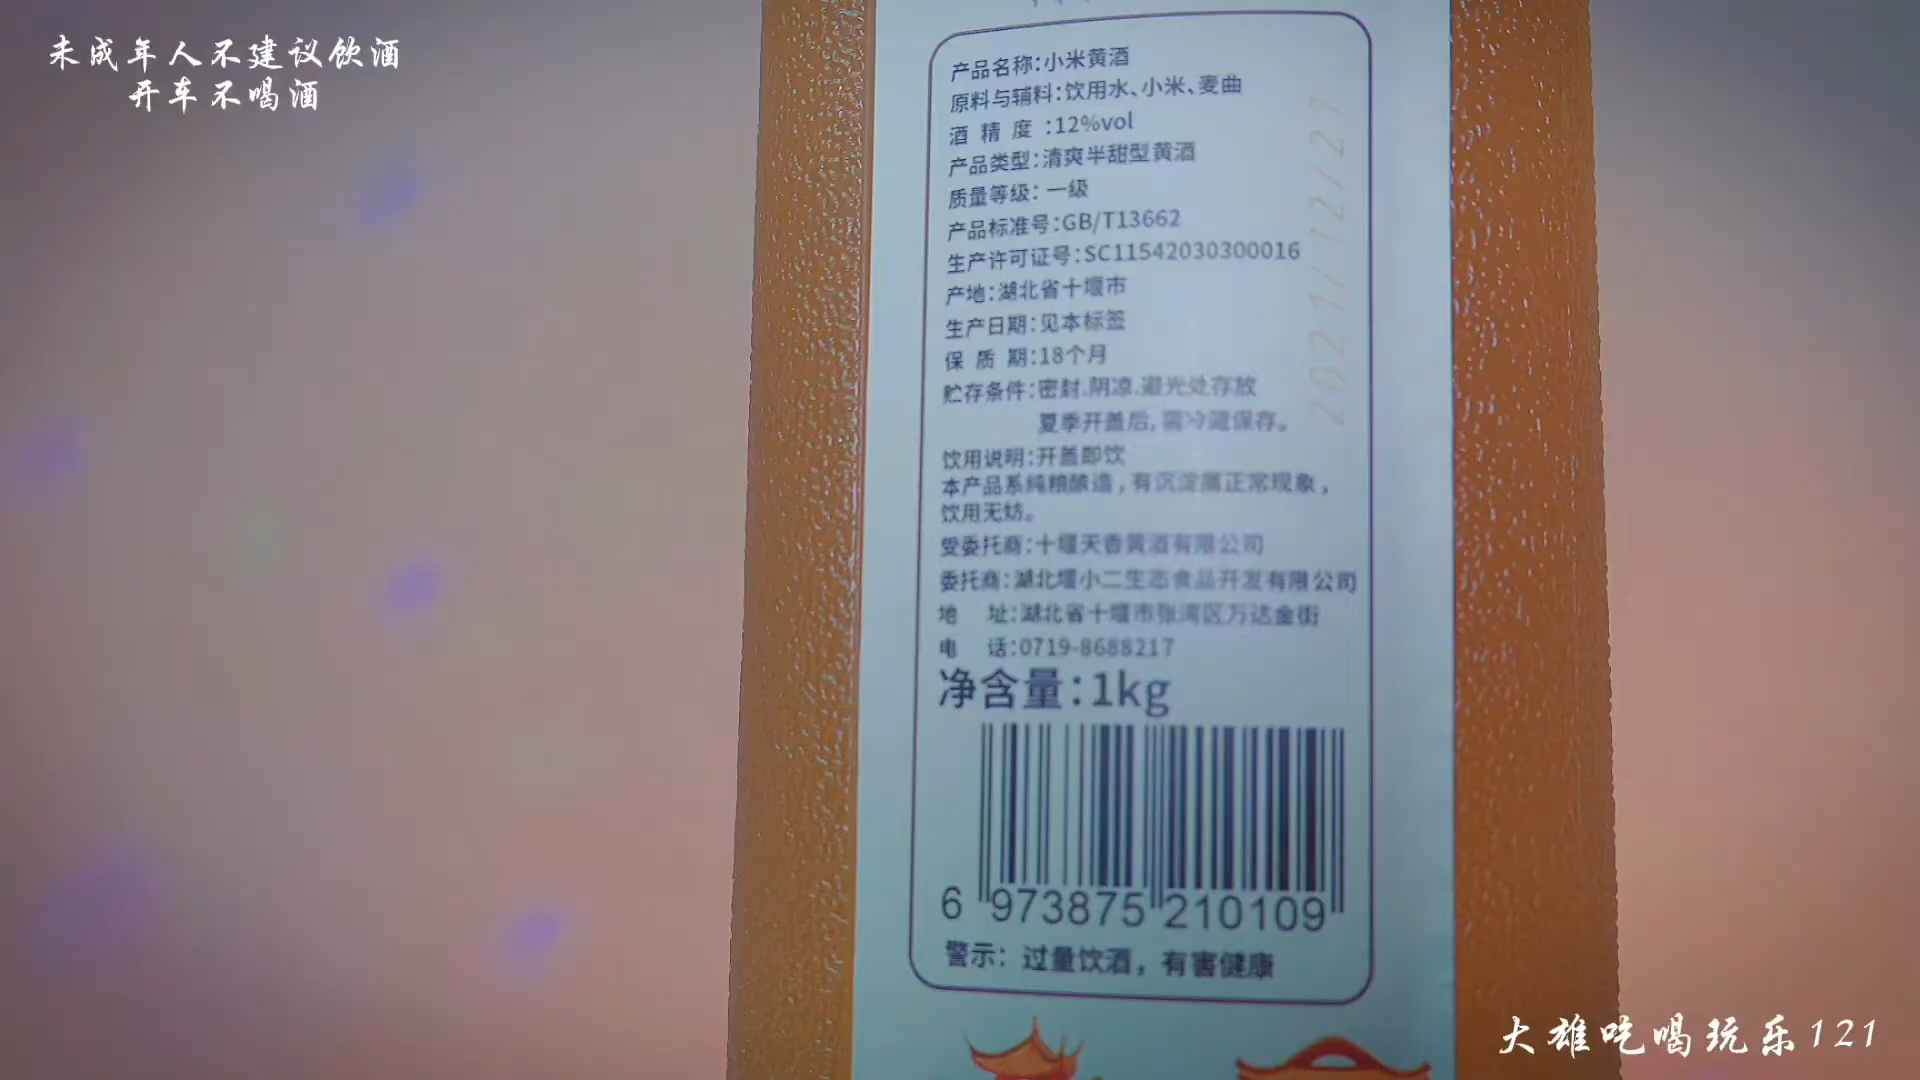 未成年人不建议饮酒
开车不喝酒
产品名称:小米黄酒
原料与辅料:饮用水、小米、麦曲
酒 精 度 :12%vol
产品类型:清爽半甜型黄酒
质量等级: 一级
产品标准号:GB/T13662
生产许可证号:SC11542030300016
产地:湖北省十堰市
生产日期:见本标签
保 质 期:18个月
贮存条件:密封.阴凉.避光处存放
夏季开盖后,需冷藏保存。
饮用说明:开盖即饮
本产品系纯粮酿造,有沉淀属正常现象,
饮用无妨。
受委托商:十堰天香黄酒有限公司
委托商:湖北堰小二生态食品开发有限公司
地 址:湖北省十堰市张湾区万达金街
电 话:0719-8688217
净含量:1kg
6 973875 210109
警示: 过量饮酒,有害健康
2021/12/27
大雄吃喝玩乐121